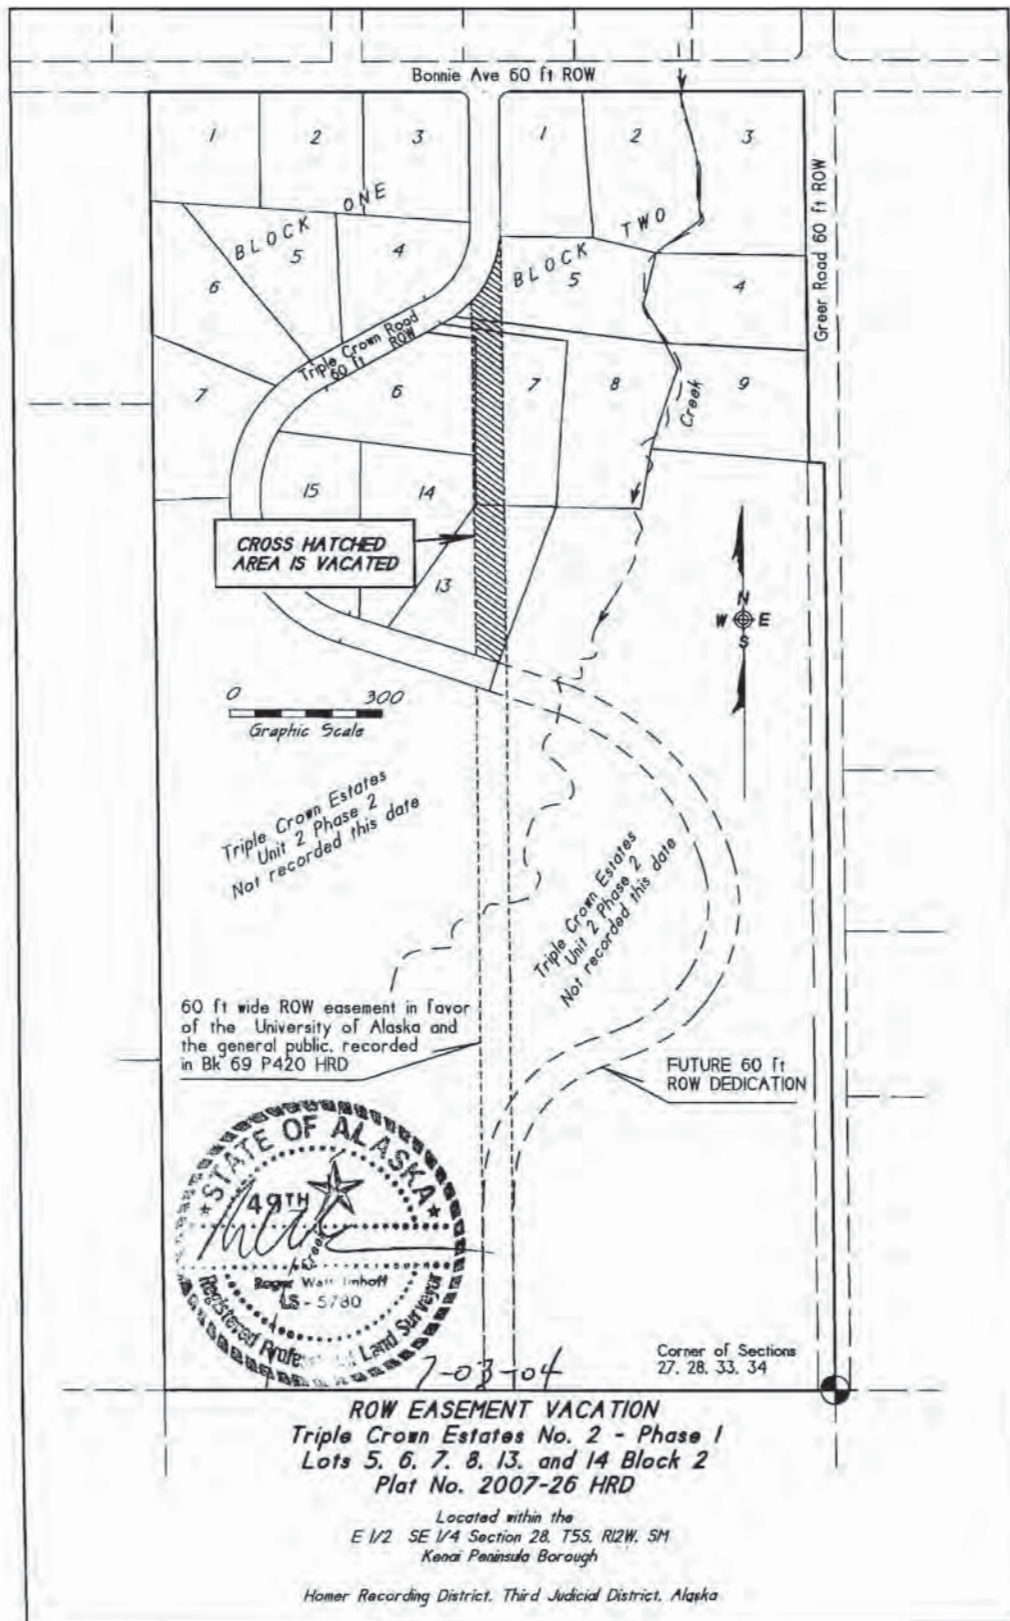 Bonnie Ave 60 ft ROW
1
2
3
1
2
3
BLOCK ONE
BLOCK TWO
Greer Road 60 ft ROW
5
4
5
4
6
Triple Crown Road
60 ft ROW
7
6
7
8
9
Creek
15
14
CROSS HATCHED
AREA IS VACATED
13
N
W E
S
0 300
Graphic Scale
Triple Crown Estates
Unit 2 Phase 2
Not recorded this date
Triple Crown Estates
Unit 2 Phase 2
Not recorded this date
60 ft wide ROW easement in favor
of the University of Alaska and
the general public, recorded
in Bk 69 P420 HRD
FUTURE 60 ft
ROW DEDICATION
STATE OF ALASKA
49TH
Creek
Roger Imhoff
LS - 5780
Registered Land Surveyor
7-03-04
Corner of Sections
27, 28, 33, 34
ROW EASEMENT VACATION
Triple Crown Estates No. 2 - Phase 1
Lots 5, 6, 7, 8, 13, and 14 Block 2
Plat No. 2007-26 HRD
Located within the
E 1/2 SE 1/4 Section 28, T5S, R12W, SM
Kenai Peninsula Borough
Homer Recording District, Third Judicial District, Alaska